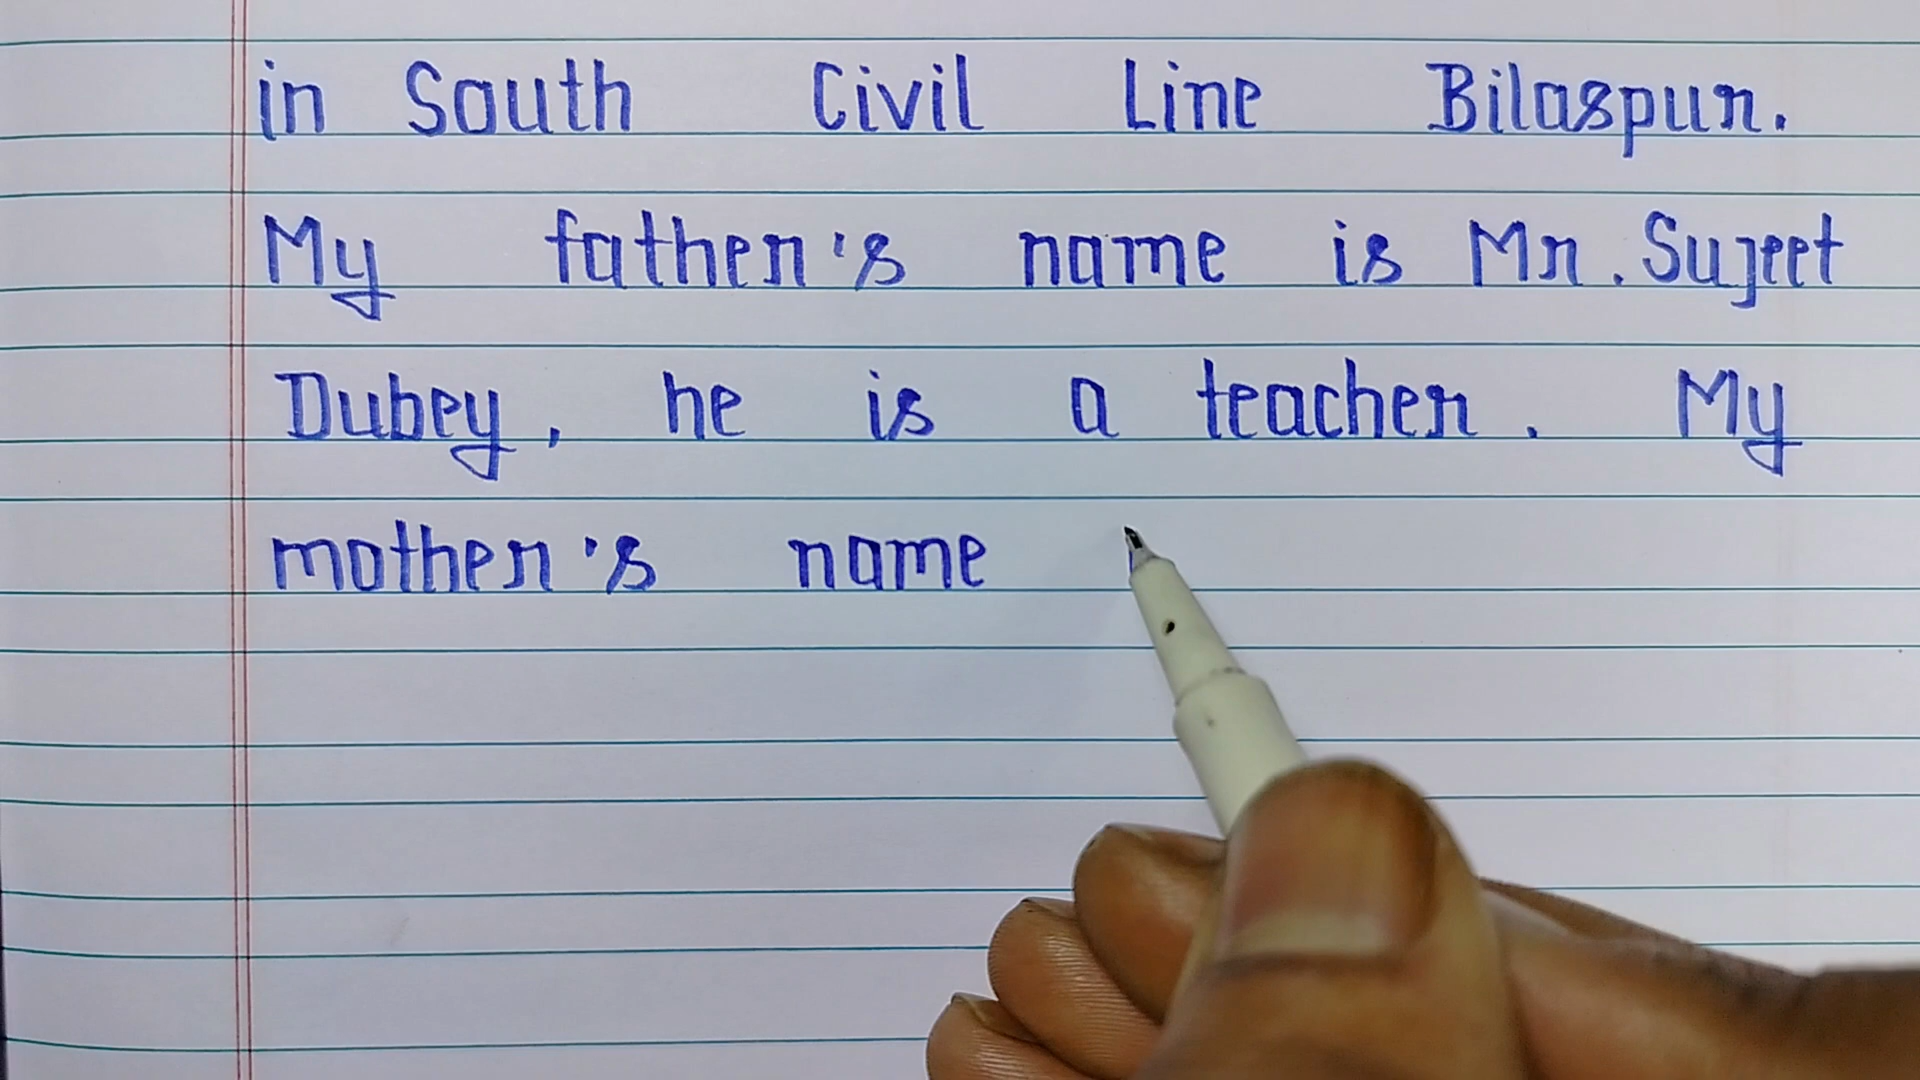 in South Civil Line Bilaspur.
My father's name is Mr. Sujeet
Dubey, he is a teacher. My
mother's name